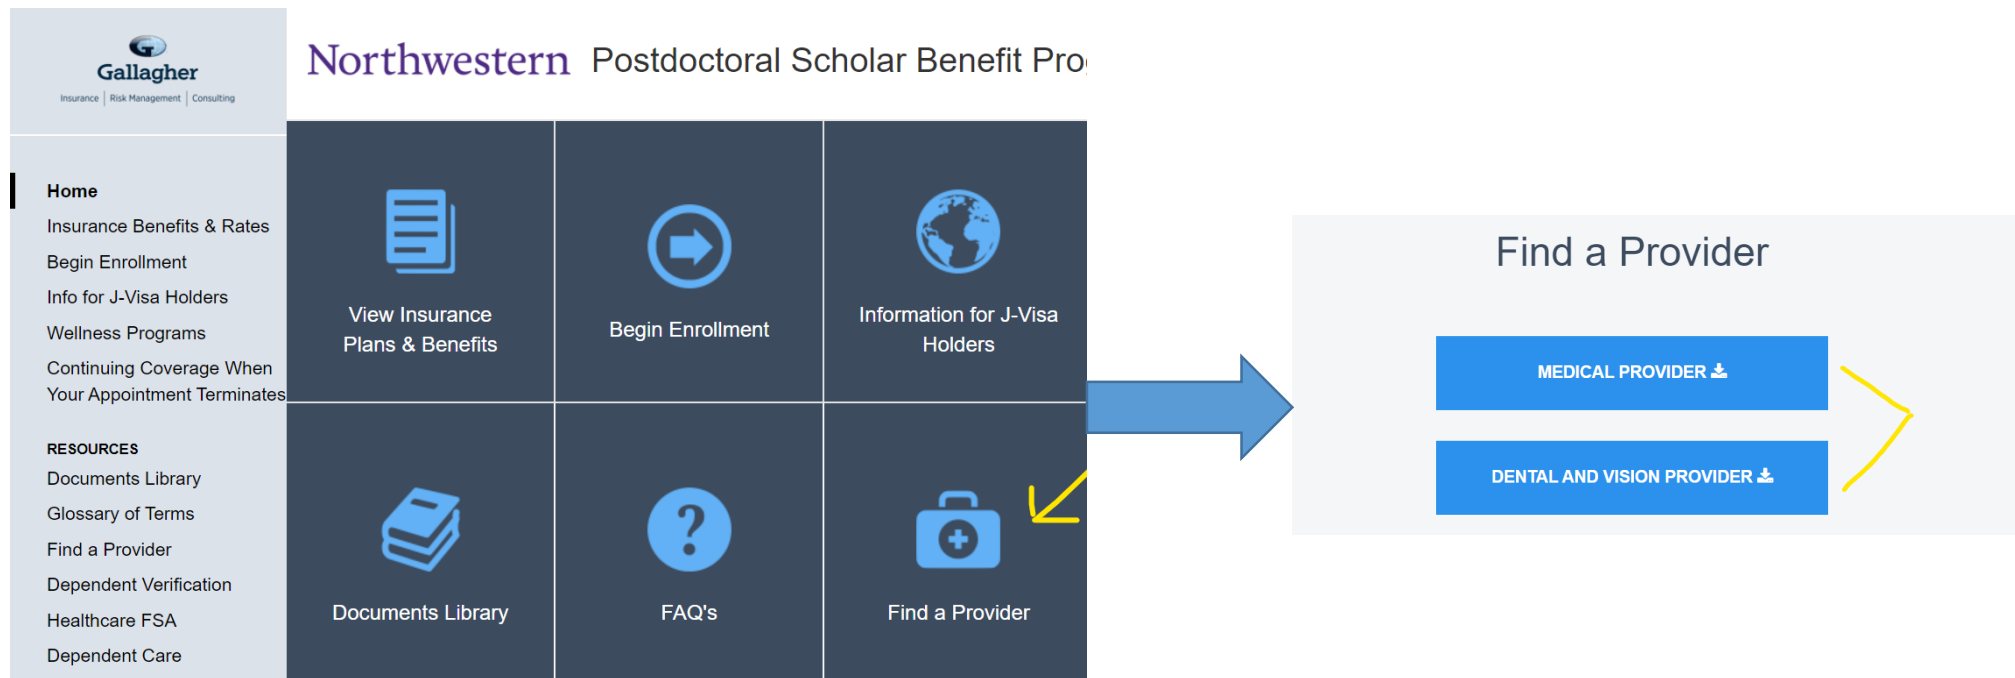 Gallagher
Insurance | Risk Management | Consulting
Northwestern Postdoctoral Scholar Benefit
Home
Insurance Benefits & Rates
Begin Enrollment
Info for J-Visa Holders
Wellness Programs
Continuing Coverage When
Your Appointment Terminates
RESOURCES
Documents Library
Glossary of Terms
Find a Provider
Dependent Verification
Healthcare FSA
Dependent Care
View Insurance
Plans & Benefits
Begin Enrollment
Information for J-Visa
Holders
Documents Library
FAQ's
Find a Provider
Find a Provider
MEDICAL PROVIDER
DENTAL AND VISION PROVIDER